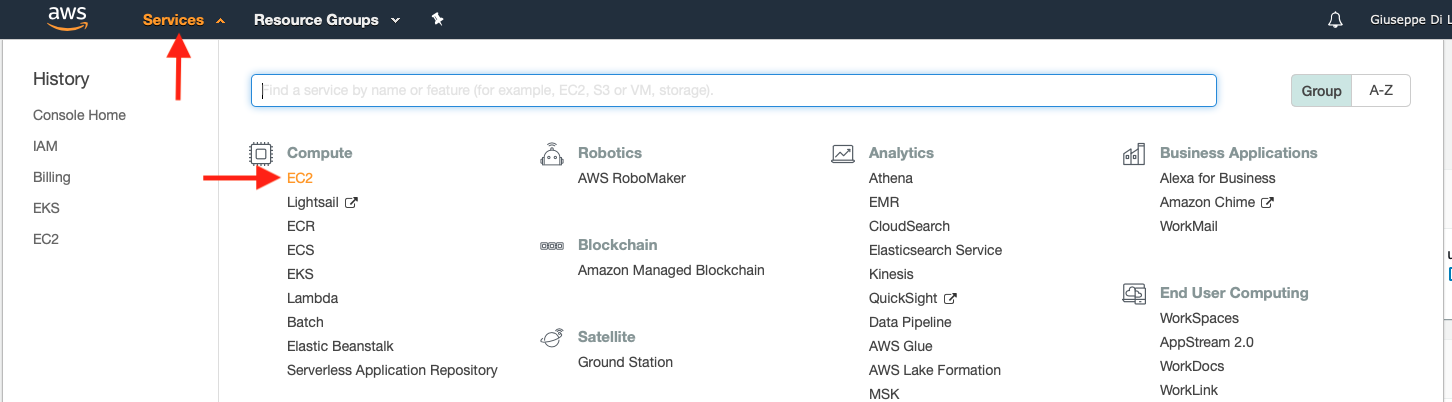 aws
Services
Resource Groups
Giuseppe Di L
History
Console Home
IAM
Billing
EKS
EC2
Find a service by name or feature (for example, EC2, S3 or VM, storage).
Group
A-Z
Compute
EC2
Lightsail
ECR
ECS
EKS
Lambda
Batch
Elastic Beanstalk
Serverless Application Repository
Robotics
AWS RoboMaker
Blockchain
Amazon Managed Blockchain
Satellite
Ground Station
Analytics
Athena
EMR
CloudSearch
Elasticsearch Service
Kinesis
QuickSight
Data Pipeline
AWS Glue
AWS Lake Formation
MSK
Business Applications
Alexa for Business
Amazon Chime
WorkMail
End User Computing
WorkSpaces
AppStream 2.0
WorkDocs
WorkLink